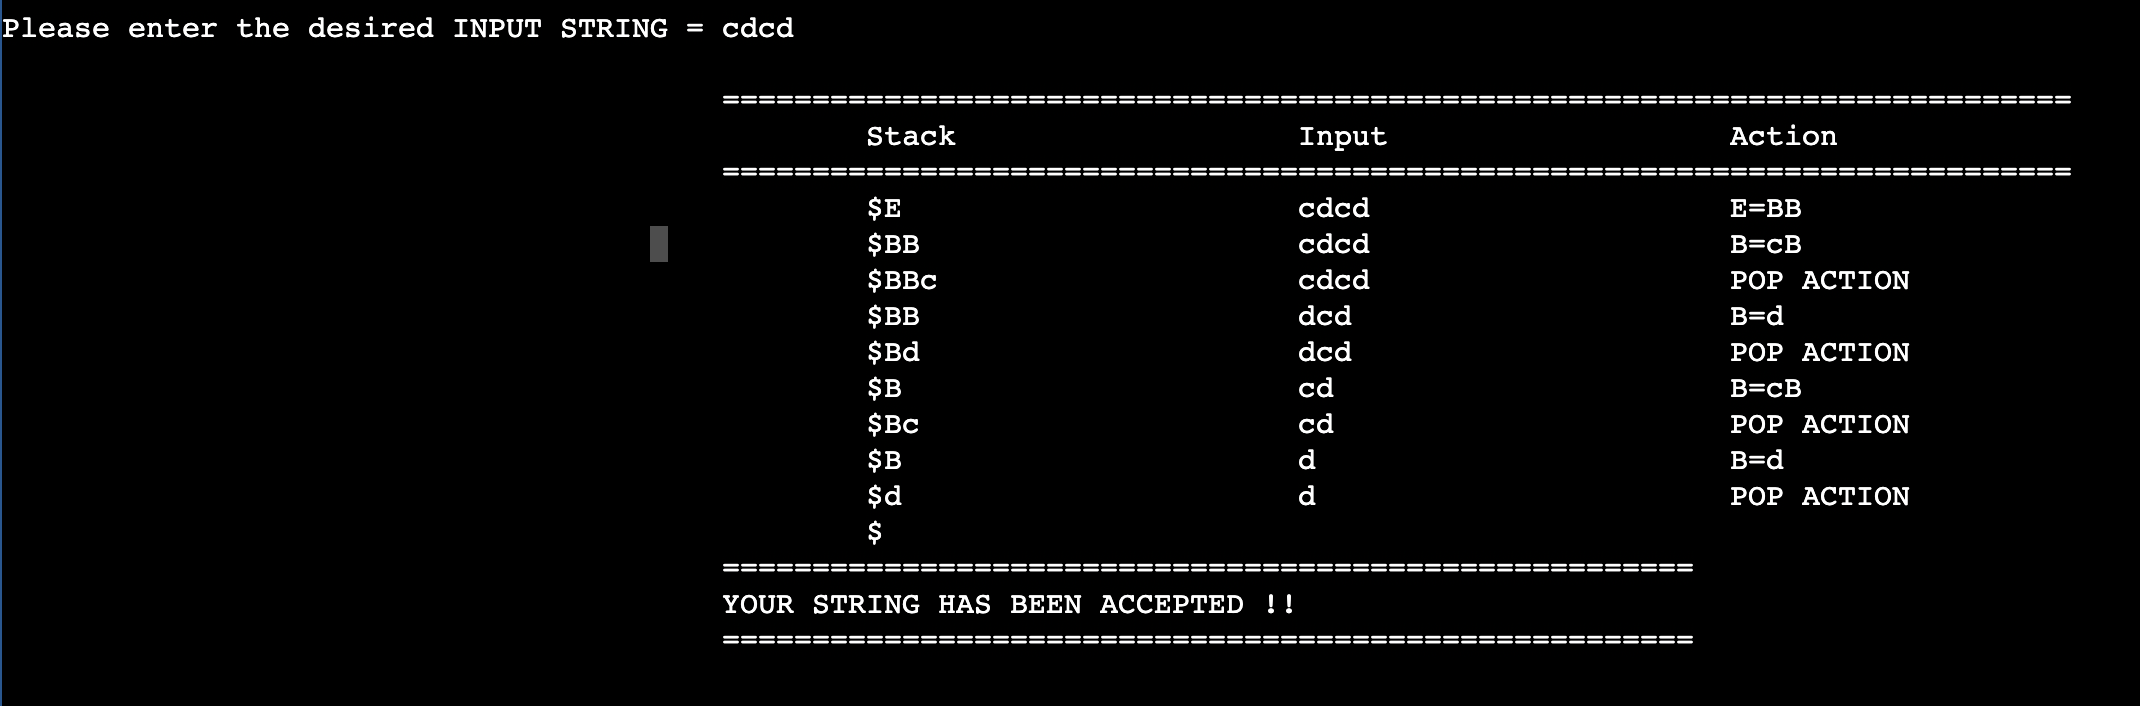 Please enter the desired INPUT STRING = cdcd
===========================================================================
Stack Input Action
===========================================================================
$E cdcd E=BB
$BB cdcd B=cB
$BBc cdcd POP ACTION
$BB dcd B=d
$Bd dcd POP ACTION
$B cd B=cB
$Bc cd POP ACTION
$B d B=d
$d d POP ACTION
$
======================================================
YOUR STRING HAS BEEN ACCEPTED !!
======================================================